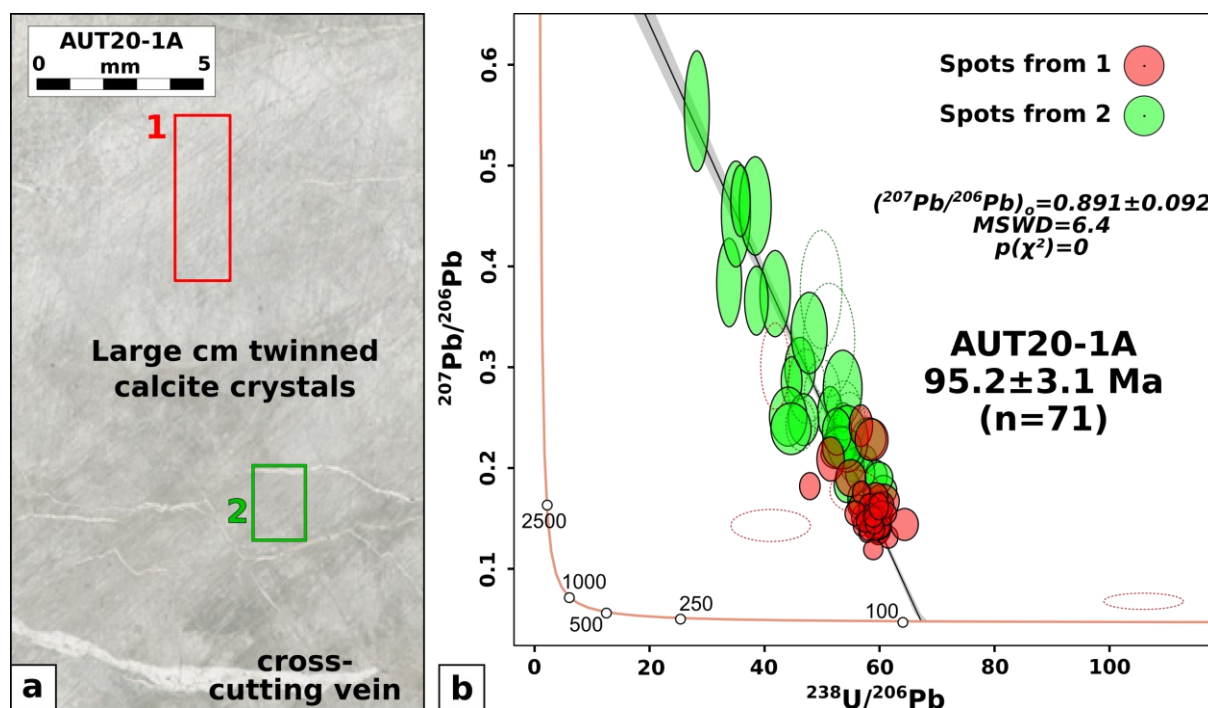 AUT20-1A
0 mm 5
1
Large cm twinned
calcite crystals
2
cross-
cutting vein
a
Spots from 1
Spots from 2
(²⁰⁷Pb/²⁰⁶Pb)ₒ=0.891±0.092
MSWD=6.4
p(χ²)=0
AUT20-1A
95.2±3.1 Ma
(n=71)
²⁰⁷Pb/²⁰⁶Pb
0.6
0.5
0.4
0.3
0.2
0.1
2500
1000
500
250
100
0 20 40 60 80 100
²³⁸U/²⁰⁶Pb
b